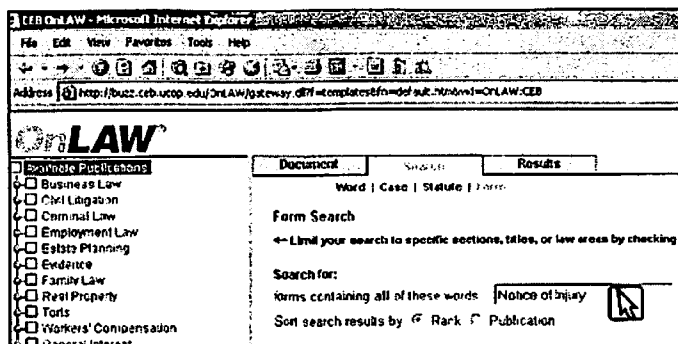 CEB OnLAW - Microsoft Internet Explorer
File Edit View Favorites Tools Help
Address http://buzz.ceb.ucop.edu/OnLAW/gateway.dll?f=templates&fn=default.htm&vid=OnLAW:CEB
OnLAW
Available Publications
Business Law
Civil Litigation
Criminal Law
Employment Law
Estate Planning
Evidence
Family Law
Real Property
Torts
Workers' Compensation
General Interest
Document Search Results
Word | Case | Statute | Form
Form Search
Limit your search to specific sections, titles, or law areas by checking
Search for:
forms containing all of these words Notice of Injury
Sort search results by Rank Publication